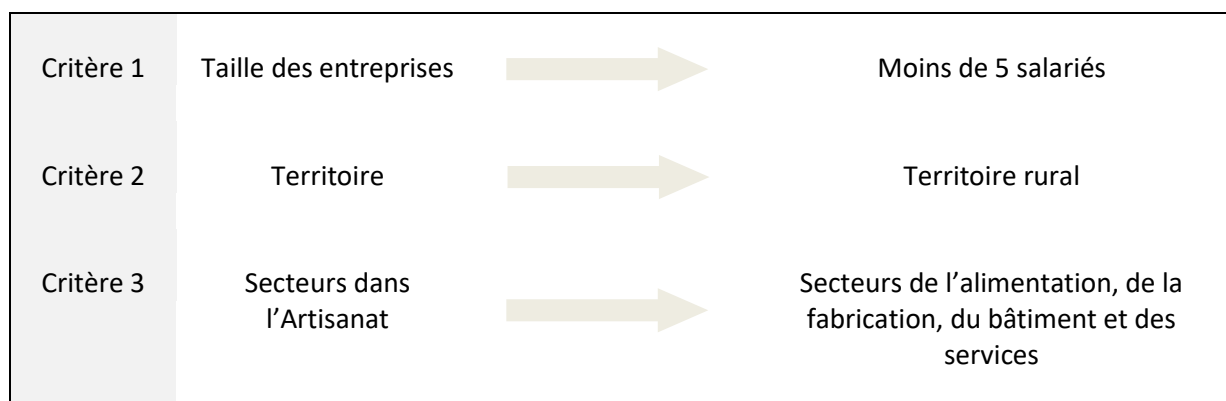 Critère 1 Taille des entreprises Moins de 5 salariés
Critère 2 Territoire Territoire rural
Critère 3 Secteurs dans Secteurs de l’alimentation, de la
l’Artisanat fabrication, du bâtiment et des
services